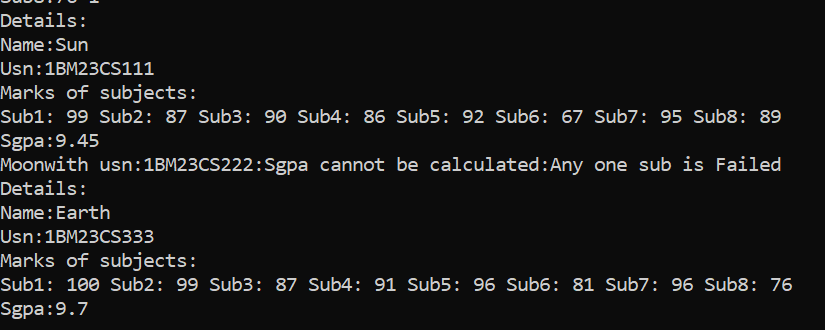 Details:
Name:Sun
Usn:1BM23CS111
Marks of subjects:
Sub1: 99 Sub2: 87 Sub3: 90 Sub4: 86 Sub5: 92 Sub6: 67 Sub7: 95 Sub8: 89
Sgpa:9.45
Moonwith usn:1BM23CS222:Sgpa cannot be calculated:Any one sub is Failed
Details:
Name:Earth
Usn:1BM23CS333
Marks of subjects:
Sub1: 100 Sub2: 99 Sub3: 87 Sub4: 91 Sub5: 96 Sub6: 81 Sub7: 96 Sub8: 76
Sgpa:9.7